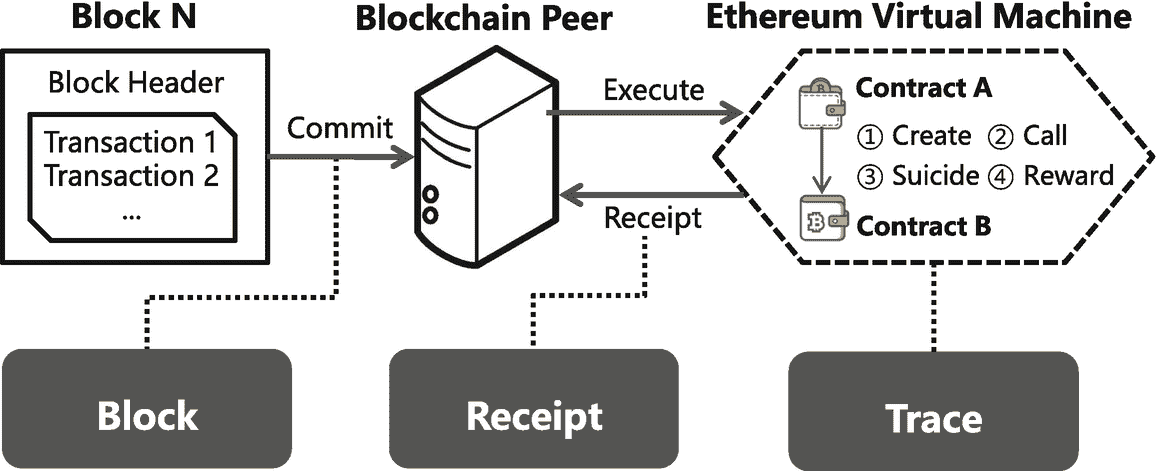 Block N
Blockchain Peer
Ethereum Virtual Machine
Block Header
Transaction 1
Transaction 2
...
Commit
Execute
Receipt
Contract A
① Create ② Call
③ Suicide ④ Reward
Contract B
Block
Receipt
Trace